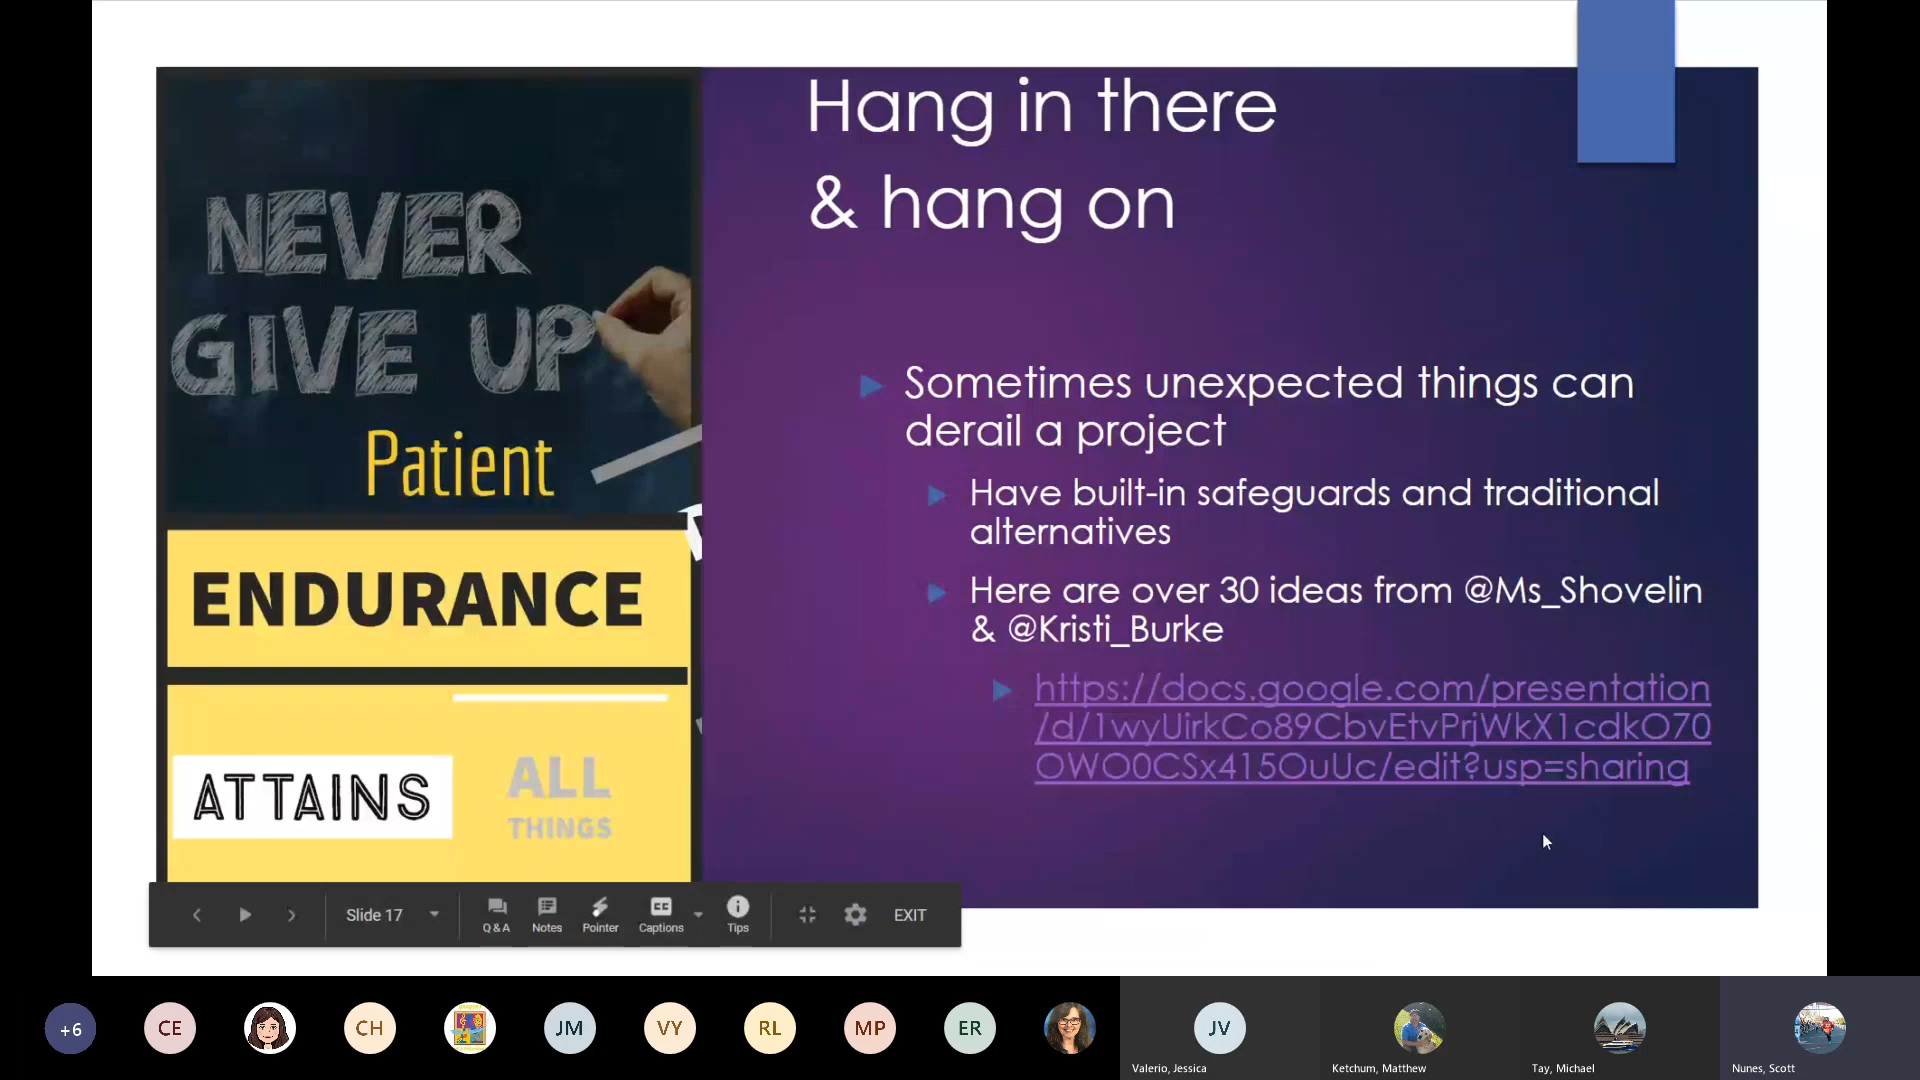 Hang in there
& hang on
NEVER
GIVE UP
Patient
ENDURANCE
ATTAINS
ALL
THINGS
Sometimes unexpected things can
derail a project
Have built-in safeguards and traditional
alternatives
Here are over 30 ideas from @Ms_Shovelin
& @Kristi_Burke
https://docs.google.com/presentation
/d/1wyUirkCo89CbvEtvPrjWkX1cdkO70
OWO0CSx415OuUc/edit?usp=sharing
Slide 17
Q & A
Notes
Pointer
CC
Captions
Tips
EXIT
+6
CE
CH
JM
VY
RL
MP
ER
JV
Valerio, Jessica
Ketchum, Matthew
Tay, Michael
Nunes, Scott